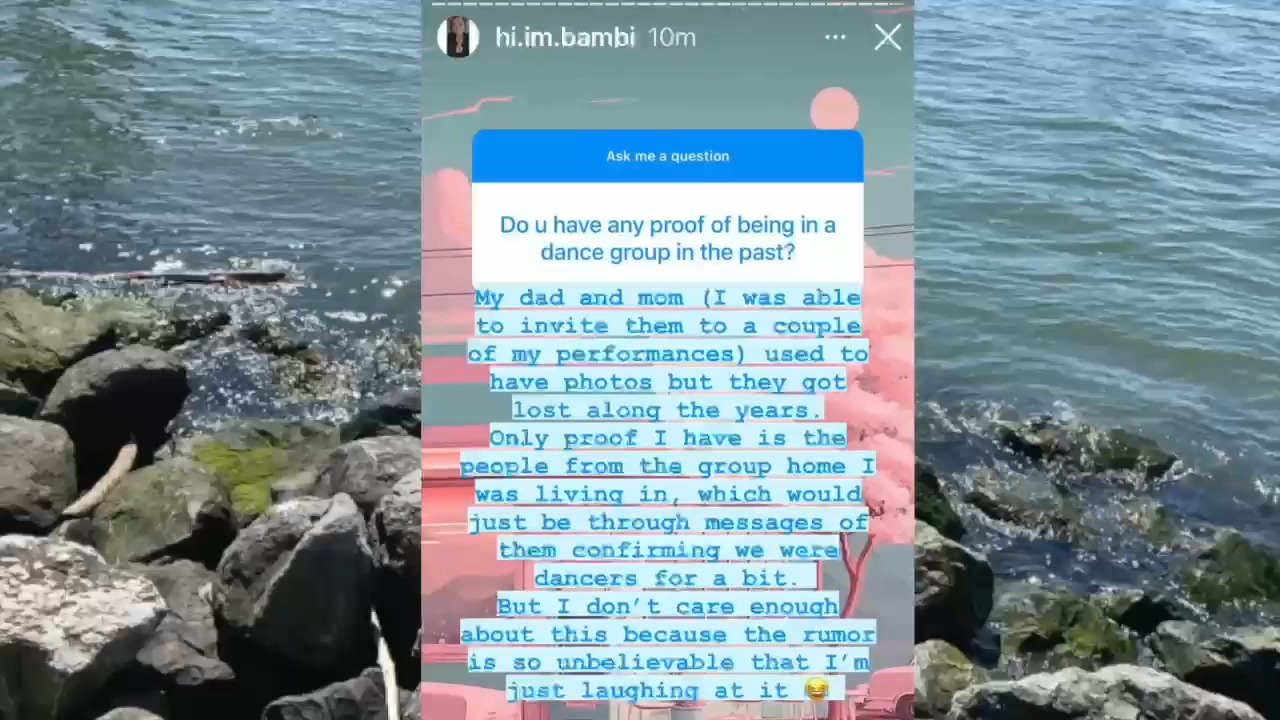 hi.im.bambi 10m
Ask me a question
Do u have any proof of being in a
dance group in the past?
My dad and mom (I was able
to invite them to a couple
of my performances) used to
have photos but they got
lost along the years.
Only proof I have is the
people from the group home I
was living in, which would
just be through messages of
them confirming we were
dancers for a bit.
But I don’t care enough
about this because the rumor
is so unbelievable that I’m
just laughing at it 😂